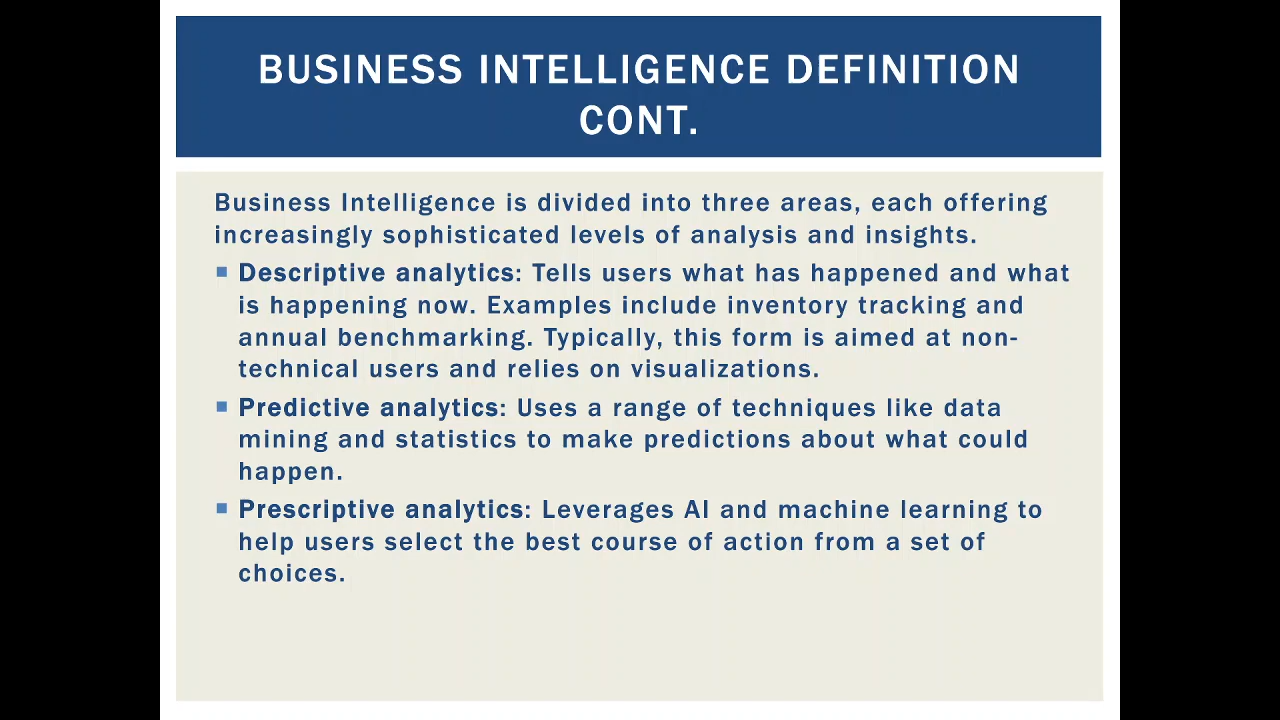 BUSINESS INTELLIGENCE DEFINITION
CONT.
Business Intelligence is divided into three areas, each offering
increasingly sophisticated levels of analysis and insights.
Descriptive analytics: Tells users what has happened and what
is happening now. Examples include inventory tracking and
annual benchmarking. Typically, this form is aimed at non-
technical users and relies on visualizations.
Predictive analytics: Uses a range of techniques like data
mining and statistics to make predictions about what could
happen.
Prescriptive analytics: Leverages AI and machine learning to
help users select the best course of action from a set of
choices.